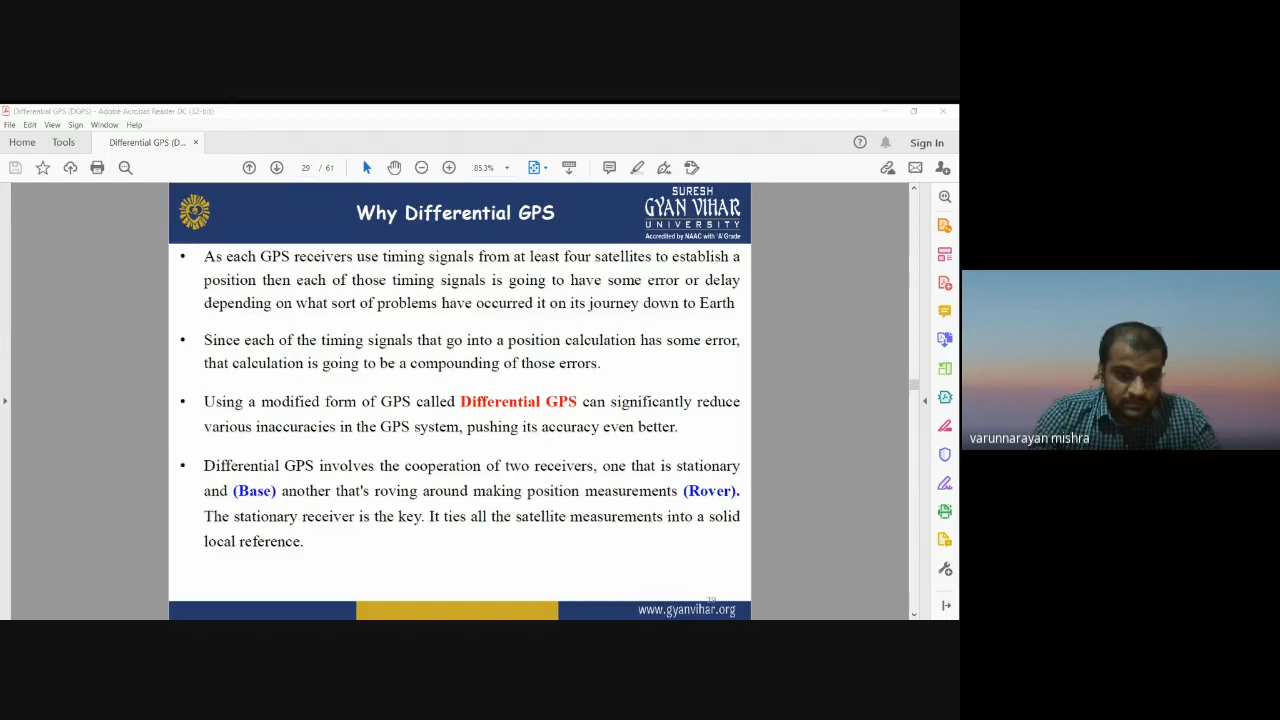 Differential GPS (DGPS) - Adobe Acrobat Reader DC (32-bit)
File Edit View Sign Window Help
Home Tools Differential GPS (D... × Sign In
29 / 61 85.3%
Why Differential GPS
SURESH
GYAN VIHAR
UNIVERSITY
Accredited by NAAC with 'A' Grade
• As each GPS receivers use timing signals from at least four satellites to establish a
position then each of those timing signals is going to have some error or delay
depending on what sort of problems have occurred it on its journey down to Earth
• Since each of the timing signals that go into a position calculation has some error,
that calculation is going to be a compounding of those errors.
• Using a modified form of GPS called Differential GPS can significantly reduce
various inaccuracies in the GPS system, pushing its accuracy even better.
• Differential GPS involves the cooperation of two receivers, one that is stationary
and (Base) another that's roving around making position measurements (Rover).
The stationary receiver is the key. It ties all the satellite measurements into a solid
local reference.
www.gyanvihar.org
varunnarayan mishra